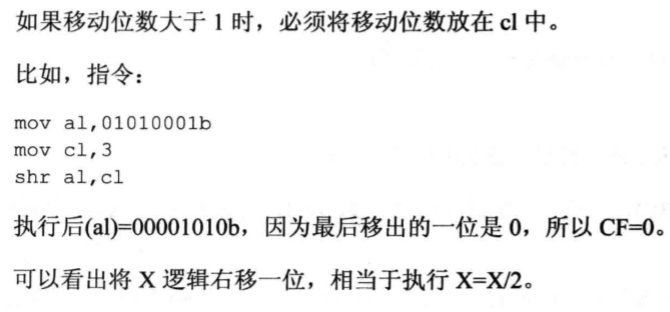 如果移动位数大于 1 时，必须将移动位数放在 cl 中。
比如，指令：
mov al,01010001b
mov cl,3
shr al,cl
执行后(al)=00001010b，因为最后移出的一位是 0，所以 CF=0。
可以看出将 X 逻辑右移一位，相当于执行 X=X/2。